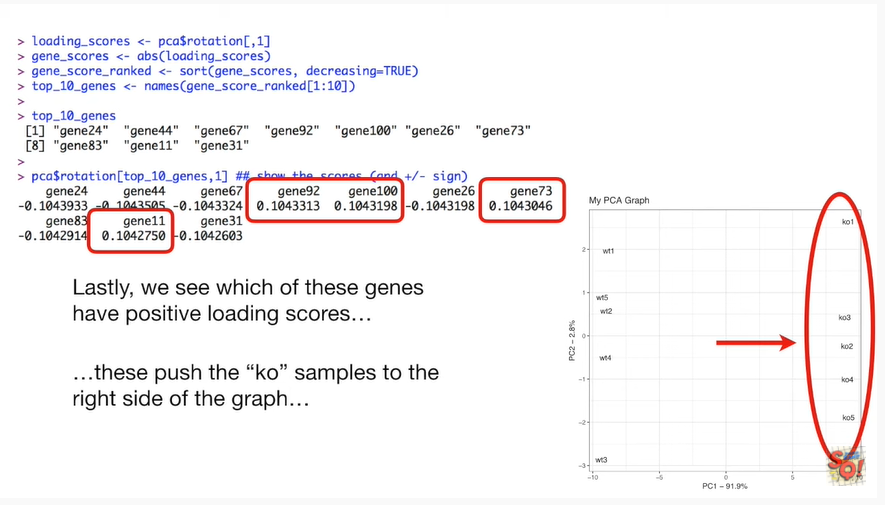 > loading_scores <- pca$rotation[,1]
> gene_scores <- abs(loading_scores)
> gene_score_ranked <- sort(gene_scores, decreasing=TRUE)
> top_10_genes <- names(gene_score_ranked[1:10])
>
> top_10_genes
[1] "gene24" "gene44" "gene67" "gene92" "gene100" "gene26" "gene73"
[8] "gene83" "gene11" "gene31"
>
> pca$rotation[top_10_genes,1] ## show the scores (and +/- sign)
gene24 gene44 gene67 gene92 gene100 gene26 gene73
-0.1043933 -0.1043505 -0.1043324 0.1043313 0.1043198 -0.1043198 0.1043046
gene83 gene11 gene31
-0.1042914 0.1042750 -0.1042603
Lastly, we see which of these genes
have positive loading scores…
…these push the “ko” samples to the
right side of the graph…
My PCA Graph
ko1
wt1
wt5
wt2
ko3
ko2
wt4
ko4
ko5
wt3
2
1
0
-1
-2
-3
PC2 - 2.8%
-10 -5 0 5
PC1 - 91.9%
SQ!